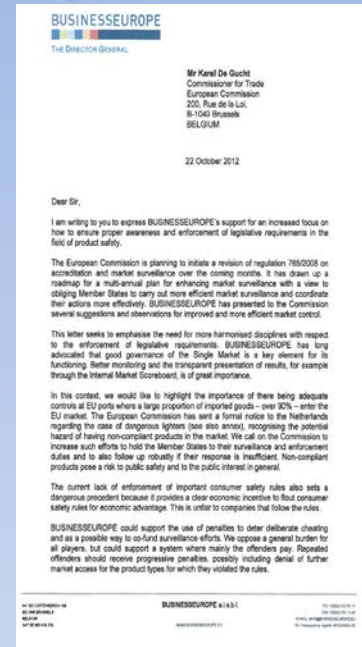 BUSINESSEUROPE
THE DIRECTOR GENERAL
Mr Karel De Gucht
Commissioner for Trade
European Commission
200, Rue de la Loi,
B-1049 Brussels
BELGIUM
22 October 2012
Dear Sir,
I am writing to you to express BUSINESSEUROPE's support for an increased focus on
how to ensure proper awareness and enforcement of legislative requirements in the
field of product safety.
The European Commission is planning to initiate a revision of regulation 765/2008 on
accreditation and market surveillance over the coming months. It has drawn up a
roadmap for a multi-annual plan for enhancing market surveillance with a view to
obliging Member States to carry out more efficient market surveillance and coordinate
their actions more effectively. BUSINESSEUROPE has presented to the Commission
several suggestions and observations for improved and more efficient market control.
This letter seeks to emphasise the need for more harmonised disciplines with respect
to the enforcement of legislative requirements. BUSINESSEUROPE has long
advocated that good governance of the Single Market is a key element for its
functioning. Better monitoring and the transparent presentation of results, for example
through the Internal Market Scoreboard, is of great importance.
In this context, we would like to highlight the importance of there being adequate
controls at EU ports where a large proportion of imported goods – over 90% – enter the
EU market. The European Commission has sent a formal notice to the Netherlands
regarding the case of dangerous lighters (see also annex), recognising the potential
hazard of having non-compliant products in the market. We call on the Commission to
increase such efforts to hold the Member States to their surveillance and enforcement
duties and to also follow up robustly if their response is insufficient. Non-compliant
products pose a risk to public safety and to the public interest in general.
The current lack of enforcement of important consumer safety rules also sets a
dangerous precedent because it provides a clear economic incentive to flout consumer
safety rules for economic advantage. This is unfair to companies that follow the rules.
BUSINESSEUROPE could support the use of penalties to deter deliberate cheating
and as a possible way to co-fund surveillance efforts. We oppose a general burden for
all players, but could support a system where mainly the offenders pay. Repeated
offenders should receive progressive penalties, possibly including denial of further
market access for the product types for which they violated the rules.
BUSINESSEUROPE a.i.s.b.l.